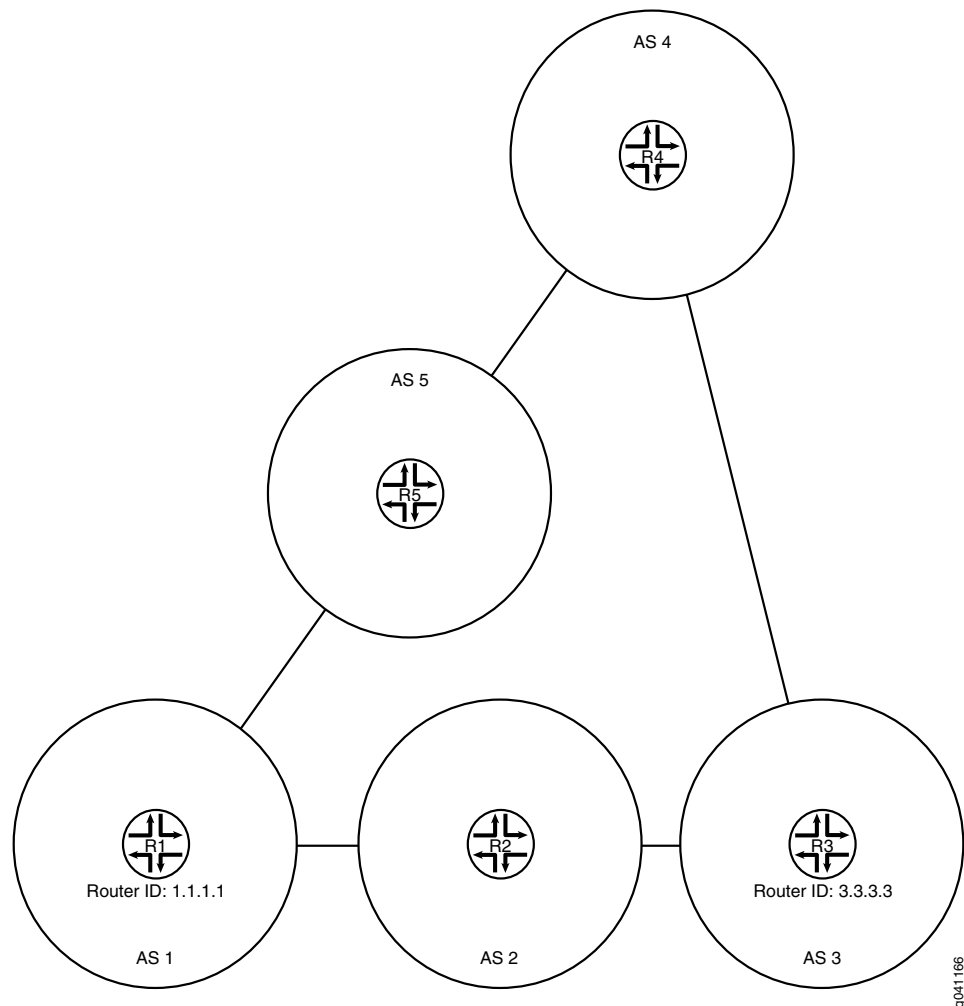 AS 4
R4
AS 5
R5
R1
R2
R3
Router ID: 1.1.1.1
Router ID: 3.3.3.3
AS 1
AS 2
AS 3
g041166